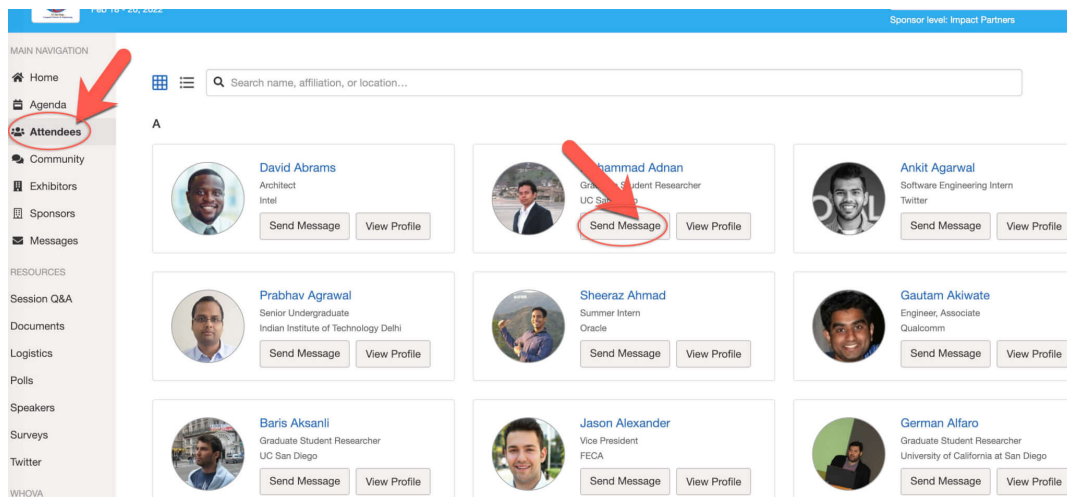 Feb 18 - 20, 2022
Sponsor level: Impact Partners
MAIN NAVIGATION
Home
Agenda
Attendees
Community
Exhibitors
Sponsors
Messages
RESOURCES
Session Q&A
Documents
Logistics
Polls
Speakers
Surveys
Twitter
WHOVA
Search name, affiliation, or location...
A
David Abrams
Architect
Intel
Send Message View Profile
Adnan
Student Researcher
UC
Send Message View Profile
Ankit Agarwal
Software Engineering Intern
Twitter
Send Message View Profile
Prabhav Agrawal
Senior Undergraduate
Indian Institute of Technology Delhi
Send Message View Profile
Sheeraz Ahmad
Summer Intern
Oracle
Send Message View Profile
Gautam Akiwate
Engineer, Associate
Qualcomm
Send Message View Profile
Baris Aksanli
Graduate Student Researcher
UC San Diego
Send Message View Profile
Jason Alexander
Vice President
FECA
Send Message View Profile
German Alfaro
Graduate Student Researcher
University of California at San Diego
Send Message View Profile